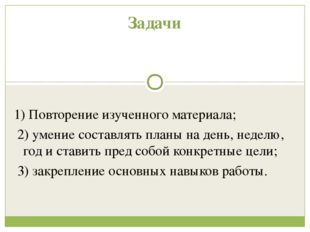 Задачи
1) Повторение изученного материала;
2) умение составлять планы на день, неделю,
год и ставить пред собой конкретные цели;
3) закрепление основных навыков работы.